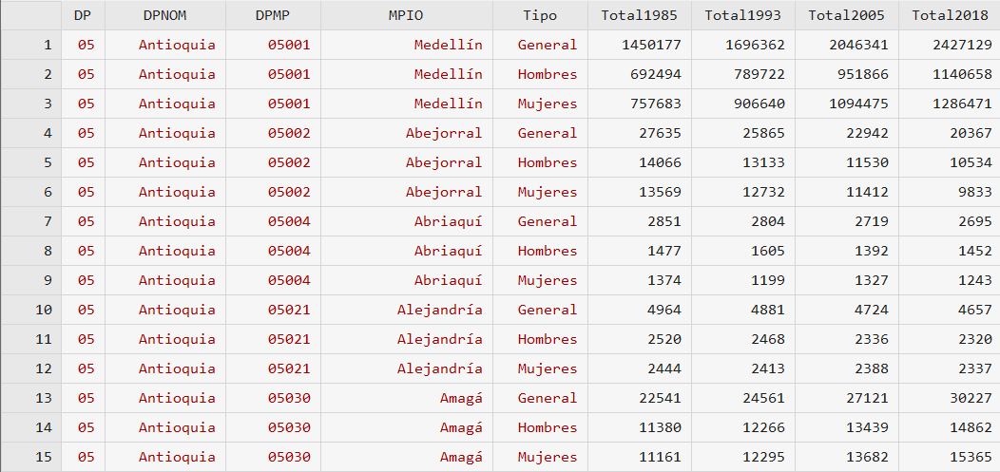 DP DPNOM DPMP MPIO Tipo Total1985 Total1993 Total2005 Total2018
1 05 Antioquia 05001 Medellín General 1450177 1696362 2046341 2427129
2 05 Antioquia 05001 Medellín Hombres 692494 789722 951866 1140658
3 05 Antioquia 05001 Medellín Mujeres 757683 906640 1094475 1286471
4 05 Antioquia 05002 Abejorral General 27635 25865 22942 20367
5 05 Antioquia 05002 Abejorral Hombres 14066 13133 11530 10534
6 05 Antioquia 05002 Abejorral Mujeres 13569 12732 11412 9833
7 05 Antioquia 05004 Abriaquí General 2851 2804 2719 2695
8 05 Antioquia 05004 Abriaquí Hombres 1477 1605 1392 1452
9 05 Antioquia 05004 Abriaquí Mujeres 1374 1199 1327 1243
10 05 Antioquia 05021 Alejandría General 4964 4881 4724 4657
11 05 Antioquia 05021 Alejandría Hombres 2520 2468 2336 2320
12 05 Antioquia 05021 Alejandría Mujeres 2444 2413 2388 2337
13 05 Antioquia 05030 Amagá General 22541 24561 27121 30227
14 05 Antioquia 05030 Amagá Hombres 11380 12266 13439 14862
15 05 Antioquia 05030 Amagá Mujeres 11161 12295 13682 15365